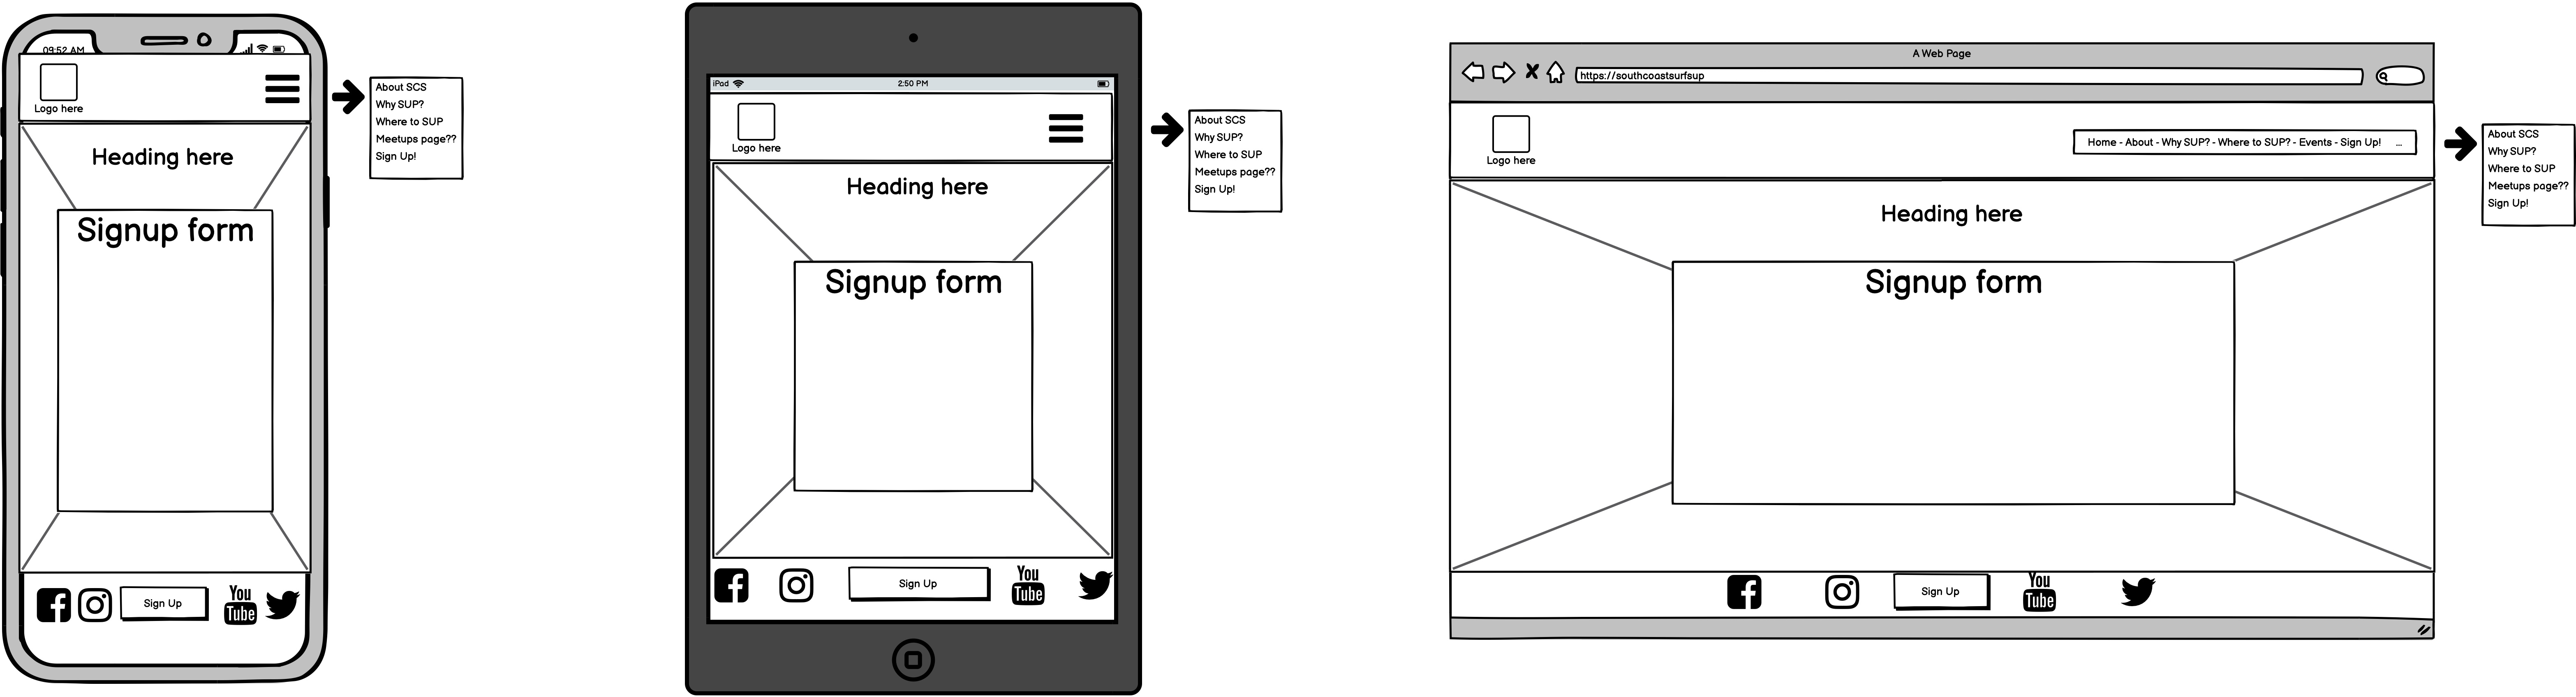 09:52 AM
Logo here
About SCS
Why SUP?
Where to SUP
Meetups page??
Sign Up!
Heading here
Signup form
Sign Up
You
Tube
iPad
2:50 PM
Logo here
About SCS
Why SUP?
Where to SUP
Meetups page??
Sign Up!
Heading here
Signup form
Sign Up
You
Tube
A Web Page
https://southcoastsurfsup
Logo here
Home - About - Why SUP? - Where to SUP? - Events - Sign Up! ...
About SCS
Why SUP?
Where to SUP
Meetups page??
Sign Up!
Heading here
Signup form
Sign Up
You
Tube